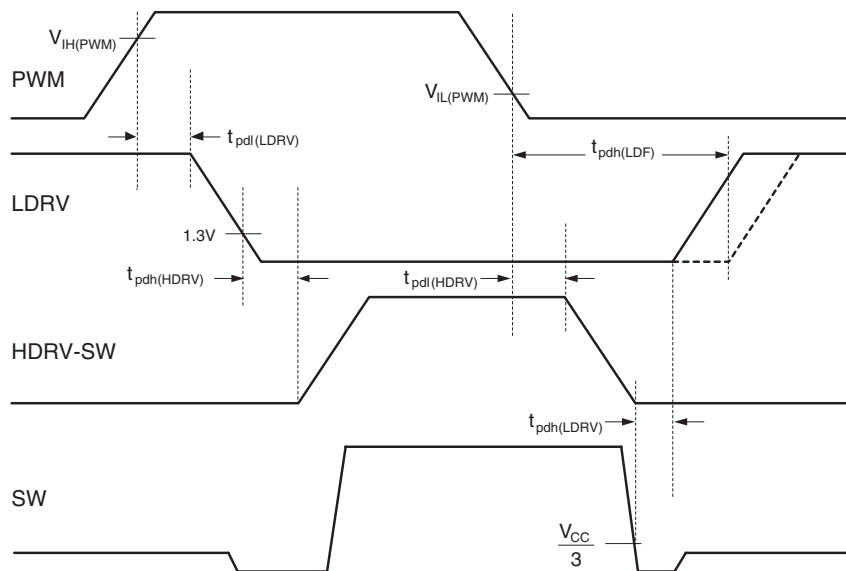 V_IH(PWM)
PWM
V_IL(PWM)
t_pdl(LDRV)
t_pdh(LDF)
LDRV
1.3V
t_pdh(HDRV)
t_pdl(HDRV)
HDRV-SW
t_pdh(LDRV)
SW
V_CC
3